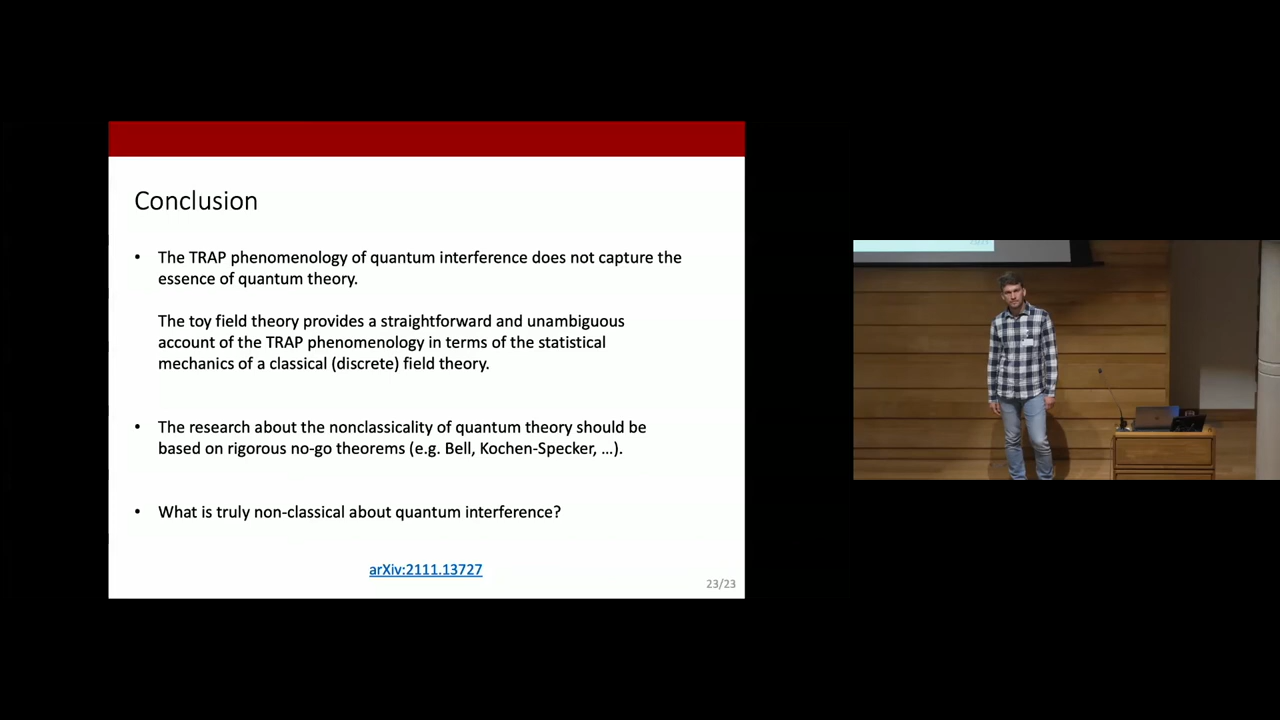 Conclusion
• The TRAP phenomenology of quantum interference does not capture the
essence of quantum theory.
The toy field theory provides a straightforward and unambiguous
account of the TRAP phenomenology in terms of the statistical
mechanics of a classical (discrete) field theory.
• The research about the nonclassicality of quantum theory should be
based on rigorous no-go theorems (e.g. Bell, Kochen-Specker, ...).
• What is truly non-classical about quantum interference?
arXiv:2111.13727
23/23